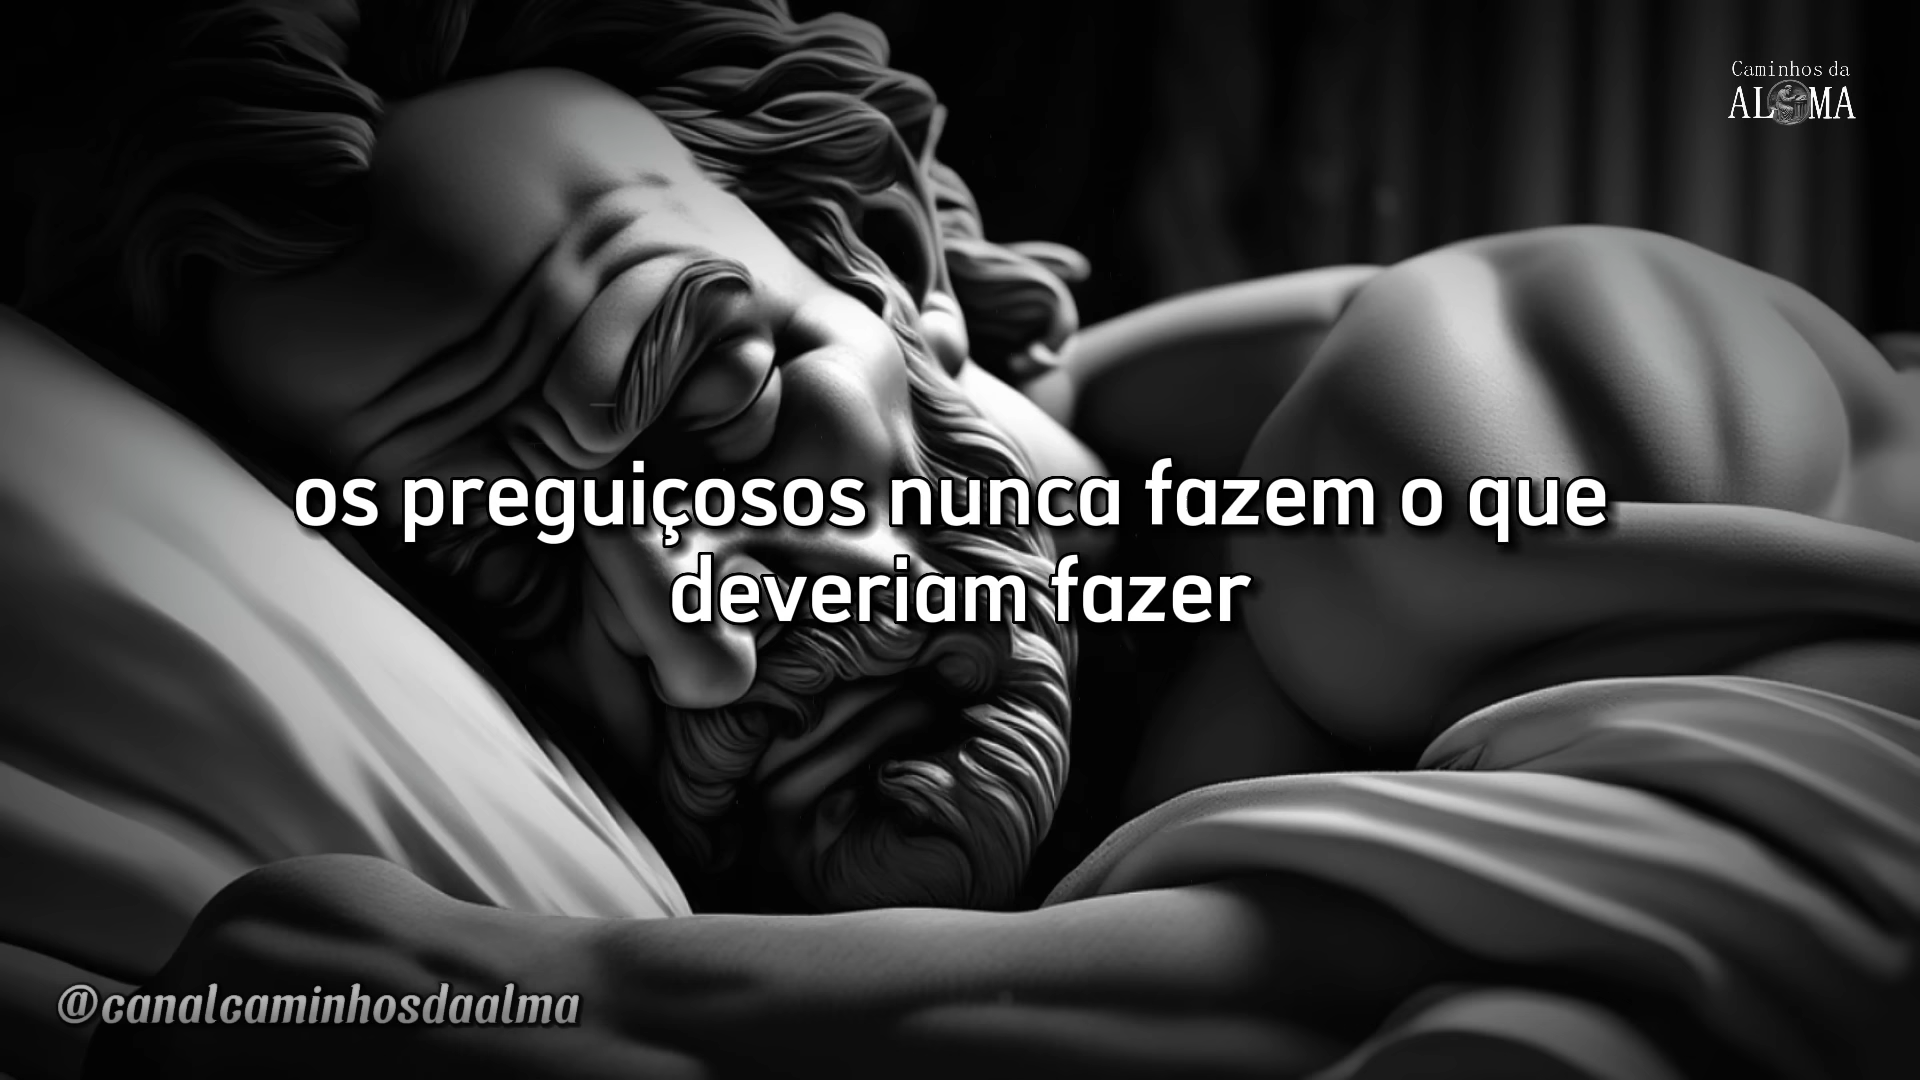 Caminhos da
ALMA
os preguiçosos nunca fazem o que
deveriam fazer
@canalcaminhosdaalma